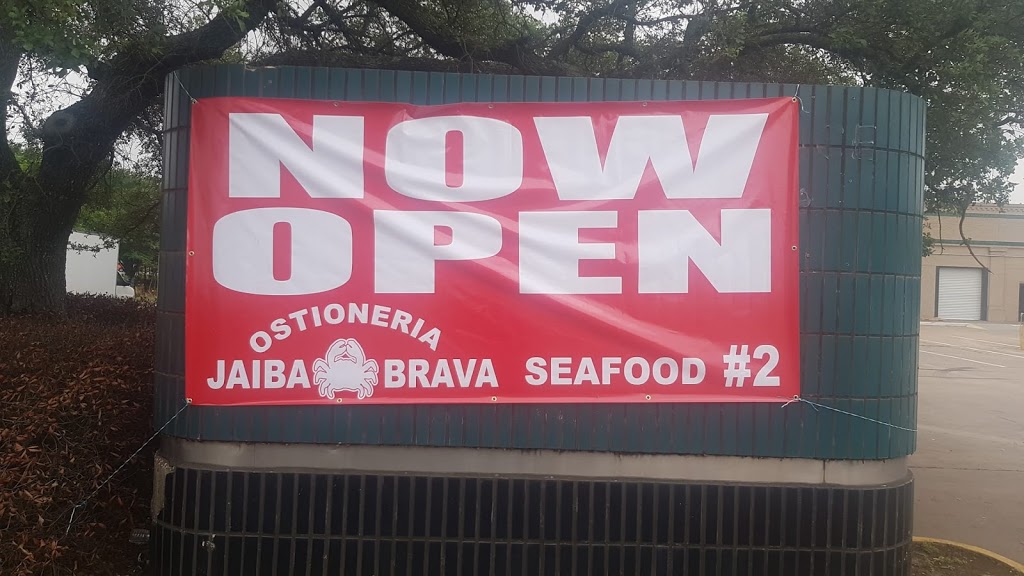 NOW
OPEN
OSTIONERIA
JAIBA BRAVA SEAFOOD #2